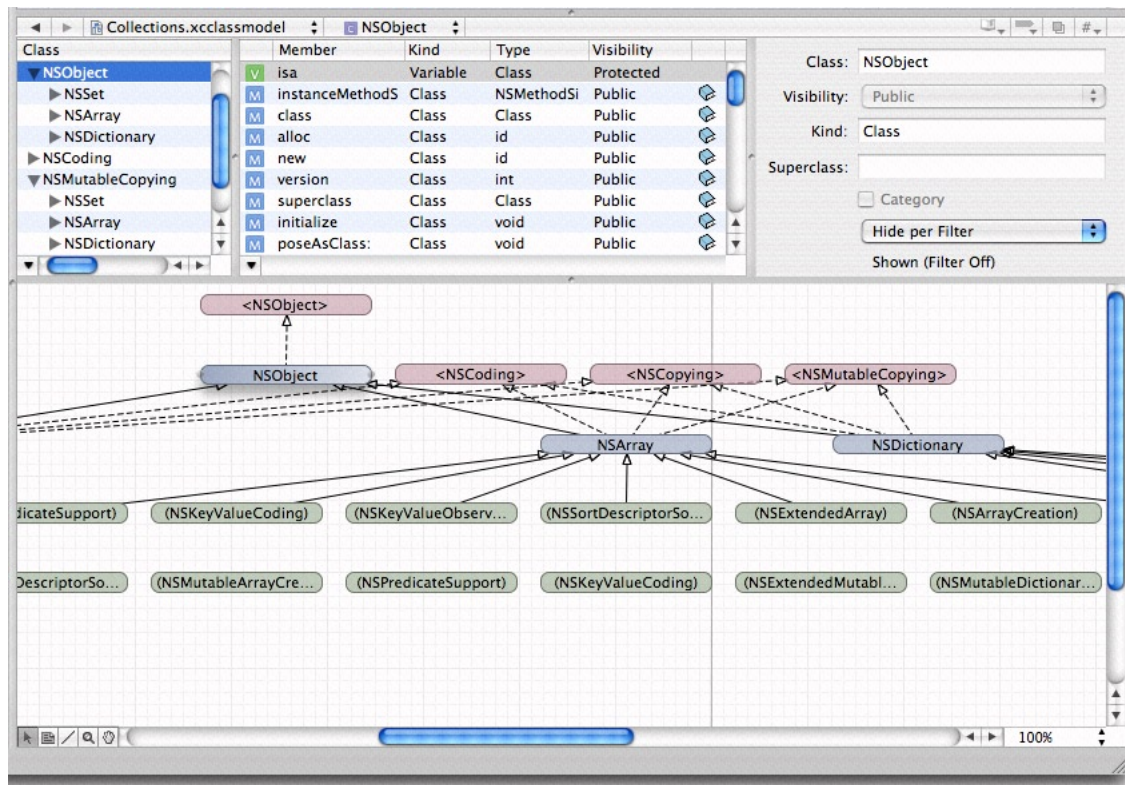 Collections.xcclassmodel NSObject #
Class
NSObject
NSSet
NSArray
NSDictionary
NSCoding
NSMutableCopying
NSSet
NSArray
NSDictionary
Member Kind Type Visibility
V isa Variable Class Protected
M instanceMethodS Class NSMethodSi Public
M class Class Class Public
M alloc Class id Public
M new Class id Public
M version Class int Public
M superclass Class Class Public
M initialize Class void Public
M poseAsClass: Class void Public
Class: NSObject
Visibility: Public
Kind: Class
Superclass:
Category
Hide per Filter
Shown (Filter Off)
<NSObject>
C NSObject <NSCoding> <NSCopying> <NSMutableCopying>
NSArray NSDictionary
dicateSupport) (NSKeyValueCoding) (NSKeyValueObserv... (NSSortDescriptorSo... (NSExtendedArray) (NSArrayCreation)
DescriptorSo... (NSMutableArrayCre... (NSPredicateSupport) (NSKeyValueCoding) (NSExtendedMutabl... (NSMutableDictionar...
100%